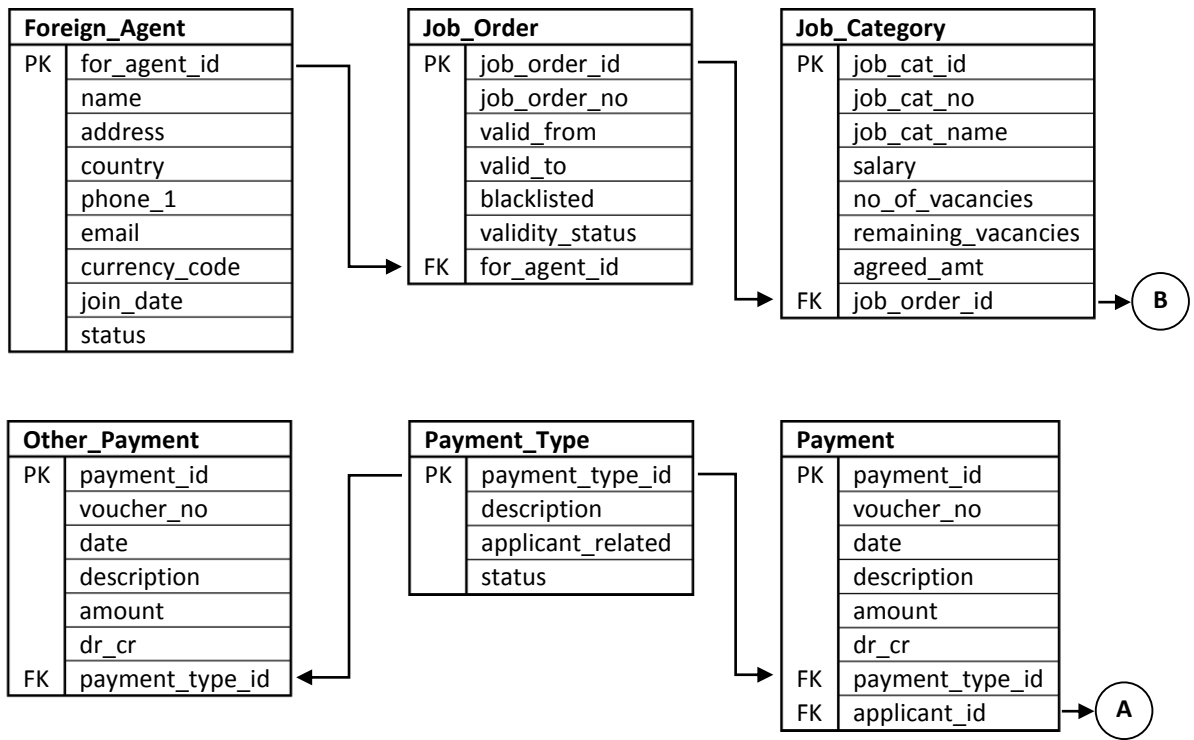 Foreign_Agent
PK for_agent_id
name
address
country
phone_1
email
currency_code
join_date
status
Job_Order
PK job_order_id
job_order_no
valid_from
valid_to
blacklisted
validity_status
FK for_agent_id
Job_Category
PK job_cat_id
job_cat_no
job_cat_name
salary
no_of_vacancies
remaining_vacancies
agreed_amt
FK job_order_id
B
Other_Payment
PK payment_id
voucher_no
date
description
amount
dr_cr
FK payment_type_id
Payment_Type
PK payment_type_id
description
applicant_related
status
Payment
PK payment_id
voucher_no
date
description
amount
dr_cr
FK payment_type_id
FK applicant_id
A